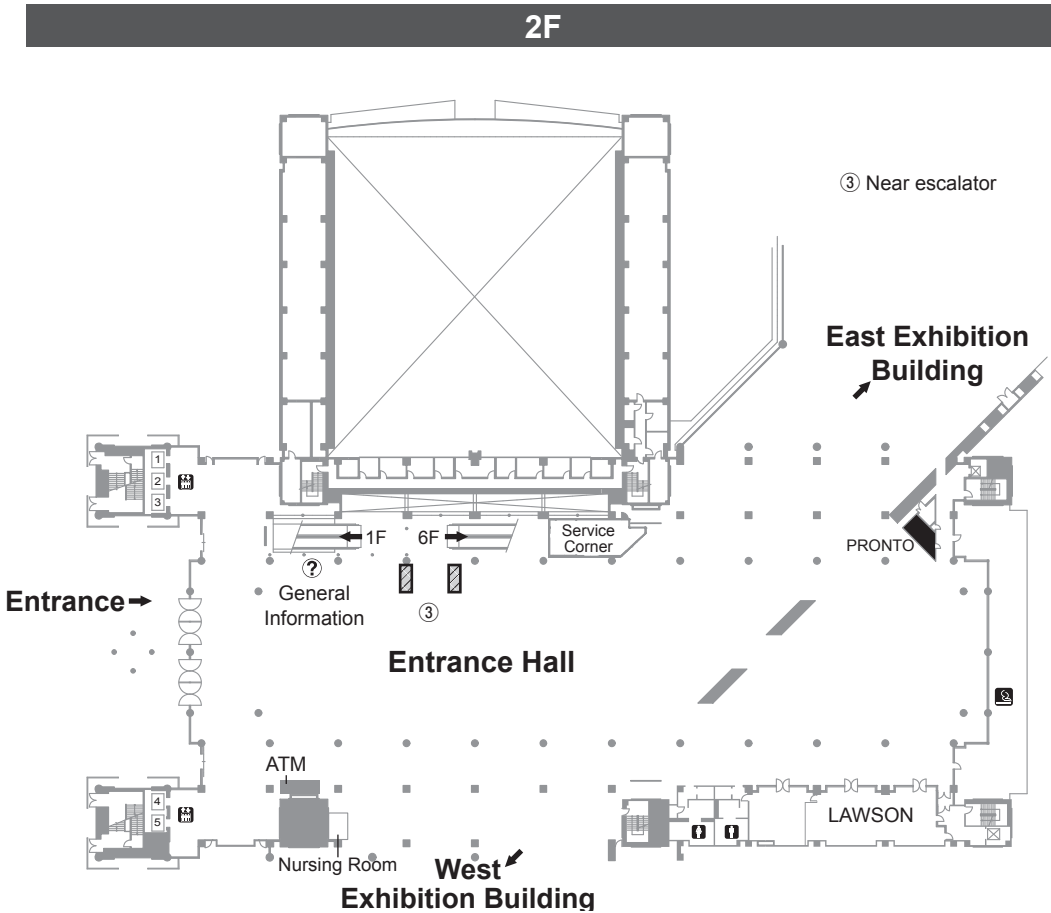 2F
③ Near escalator
East Exhibition
Building
1
2
3
1F
6F
Service
Corner
PRONTO
?
General
Information
③
Entrance
Entrance Hall
ATM
4
5
LAWSON
Nursing Room
West
Exhibition Building